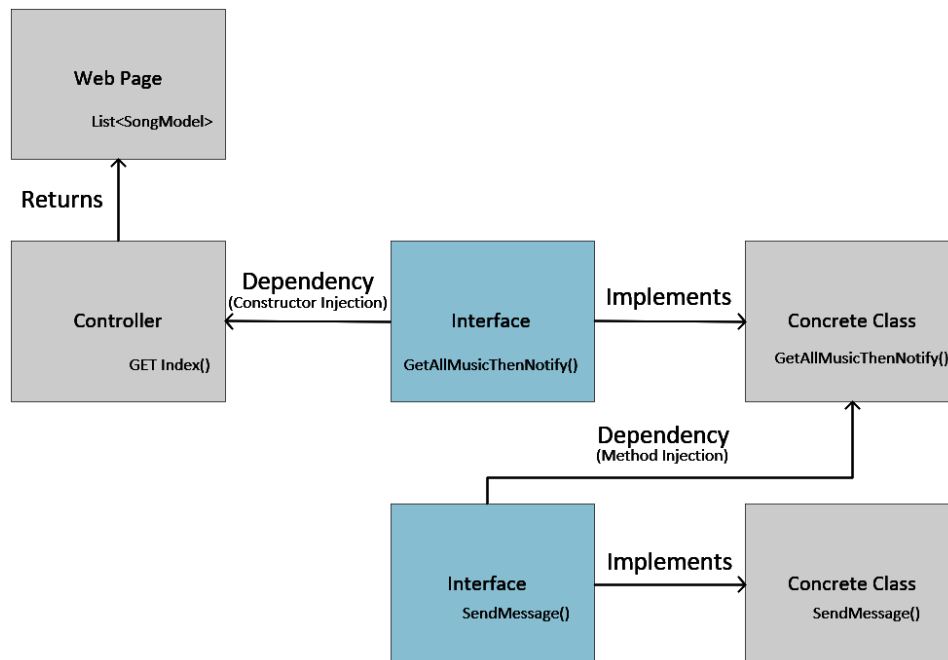 Web Page
List<SongModel>
Returns
Controller
GET Index()
Dependency
(Constructor Injection)
Interface
GetAllMusicThenNotify()
Implements
Concrete Class
GetAllMusicThenNotify()
Dependency
(Method Injection)
Interface
SendMessage()
Implements
Concrete Class
SendMessage()